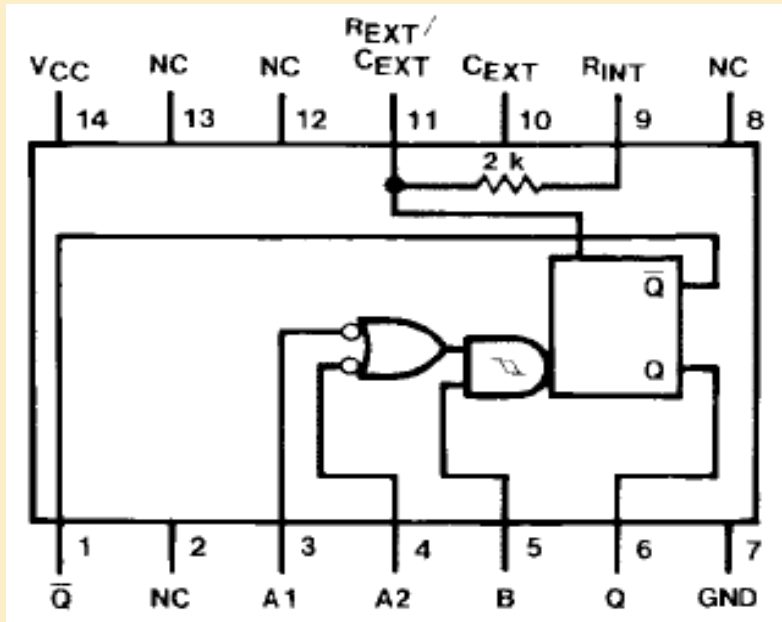 R EXT/
VCC NC NC CEXT CEXT RINT NC
14 13 12 11 10 9 8
2 k
Q̅
Q
1 2 3 4 5 6 7
Q̅ NC A1 A2 B Q GND